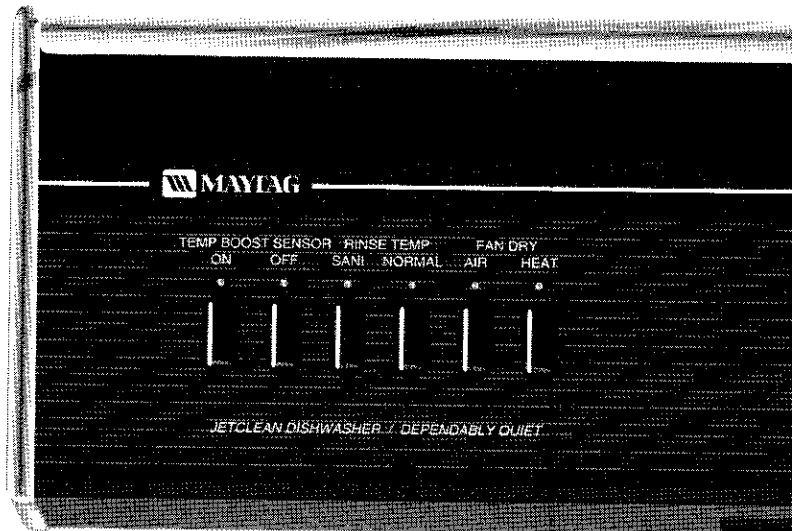 MAYTAG
TEMP BOOST SENSOR RINSE TEMP FAN DRY
ON OFF SANI NORMAL AIR HEAT
JETCLEAN DISHWASHER / DEPENDABLY QUIET